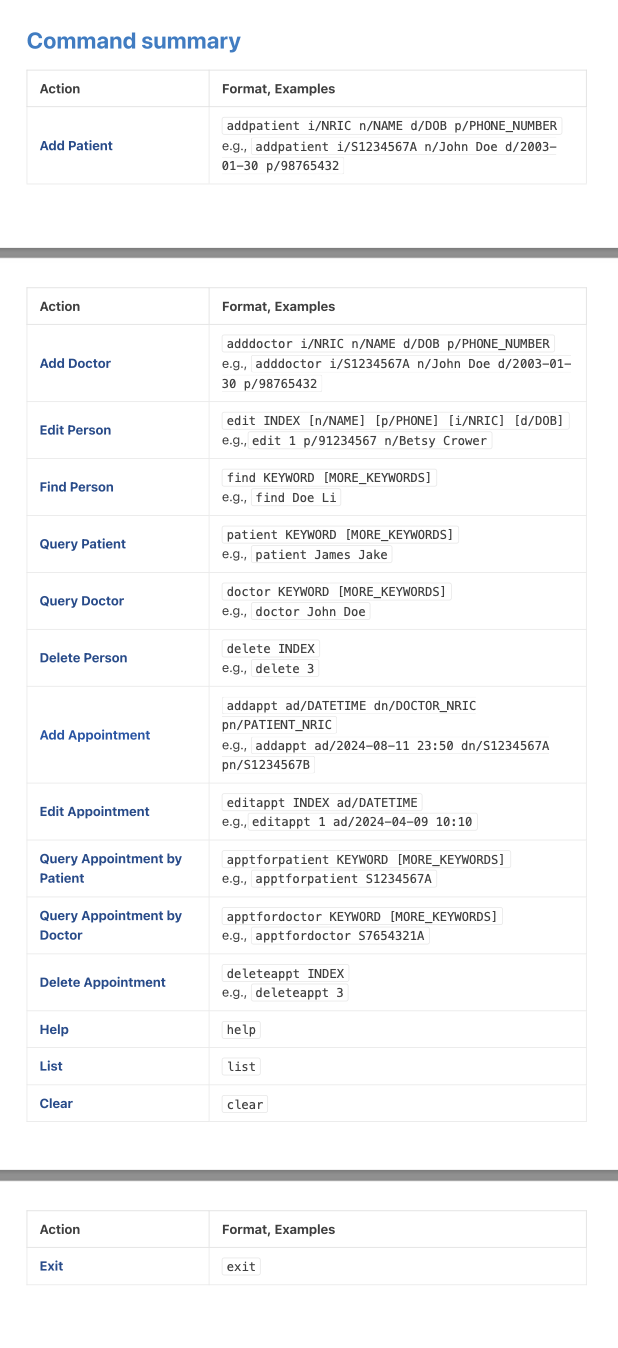 Command summary
Action Format, Examples
Add Patient
addpatient i/NRIC n/NAME d/DOB p/PHONE_NUMBER
e.g., addpatient i/S1234567A n/John Doe d/2003-
01-30 p/98765432
Action Format, Examples
Add Doctor
adddoctor i/NRIC n/NAME d/DOB p/PHONE_NUMBER
e.g., adddoctor i/S1234567A n/John Doe d/2003-01-
30 p/98765432
Edit Person
edit INDEX [n/NAME] [p/PHONE] [i/NRIC] [d/DOB]
e.g., edit 1 p/91234567 n/Betsy Crower
Find Person
find KEYWORD [MORE_KEYWORDS]
e.g., find Doe Li
Query Patient
patient KEYWORD [MORE_KEYWORDS]
e.g., patient James Jake
Query Doctor
doctor KEYWORD [MORE_KEYWORDS]
e.g., doctor John Doe
Delete Person
delete INDEX
e.g., delete 3
Add Appointment
addappt ad/DATETIME dn/DOCTOR_NRIC
pn/PATIENT_NRIC
e.g., addappt ad/2024-08-11 23:50 dn/S1234567A
pn/S1234567B
Edit Appointment
editappt INDEX ad/DATETIME
e.g., editappt 1 ad/2024-04-09 10:10
Query Appointment by
Patient
apptforpatient KEYWORD [MORE_KEYWORDS]
e.g., apptforpatient S1234567A
Query Appointment by
Doctor
apptfordoctor KEYWORD [MORE_KEYWORDS]
e.g., apptfordoctor S7654321A
Delete Appointment
deleteappt INDEX
e.g., deleteappt 3
Help help
List list
Clear clear
Action Format, Examples
Exit exit